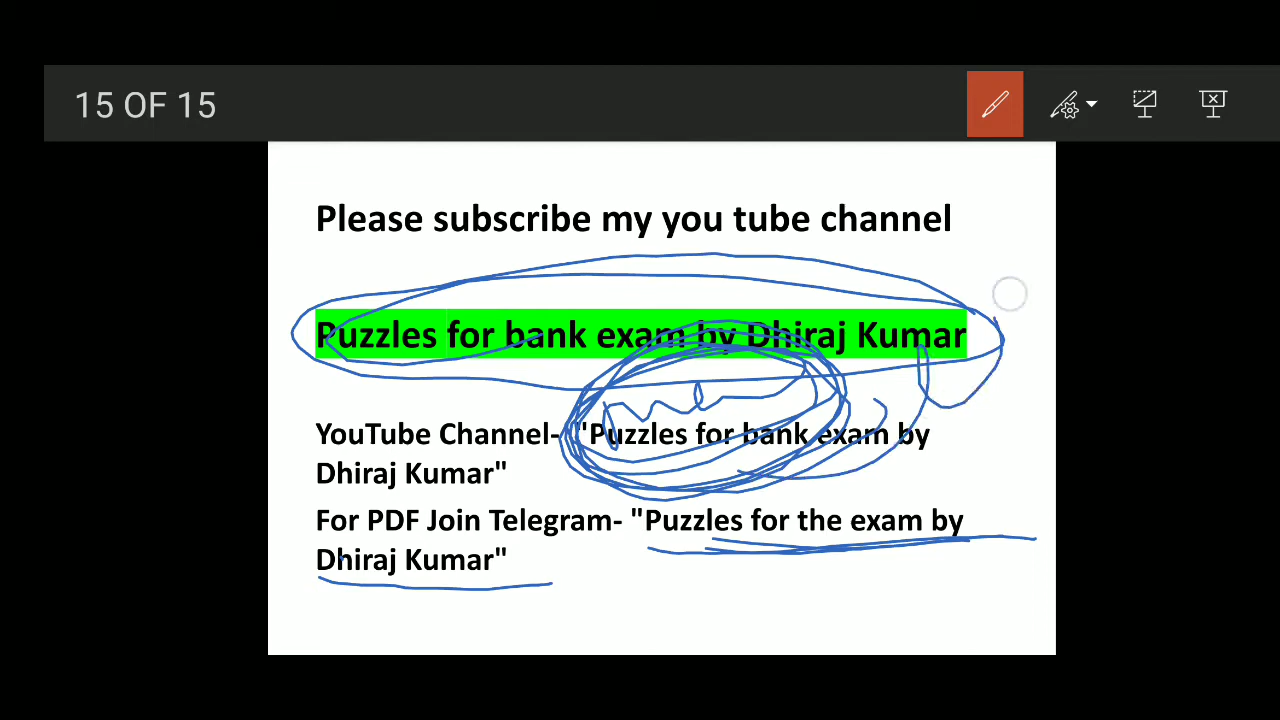 15 OF 15
Please subscribe my you tube channel
Puzzles for bank exam by Dhiraj Kumar
YouTube Channel- "Puzzles for bank exam by
Dhiraj Kumar"
For PDF Join Telegram- "Puzzles for the exam by
Dhiraj Kumar"